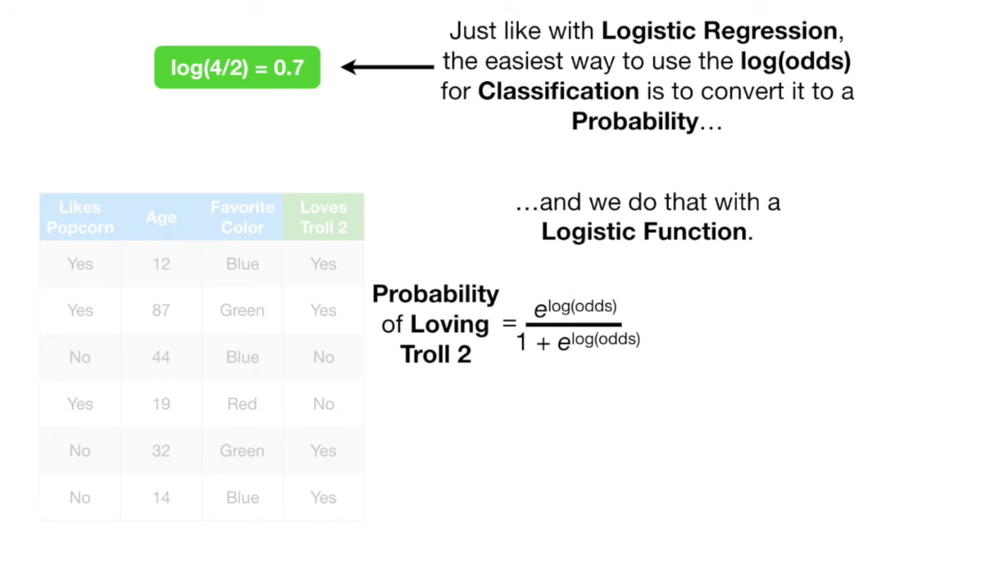 log(4/2) = 0.7
Just like with Logistic Regression,
the easiest way to use the log(odds)
for Classification is to convert it to a
Probability…
…and we do that with a
Logistic Function.
Likes Popcorn Age Favorite Color Loves Troll 2
Yes 12 Blue Yes
Yes 87 Green Yes
No 44 Blue No
Yes 19 Red No
No 32 Green Yes
No 14 Blue Yes
Probability
of Loving
Troll 2
=
e^log(odds)
1 + e^log(odds)